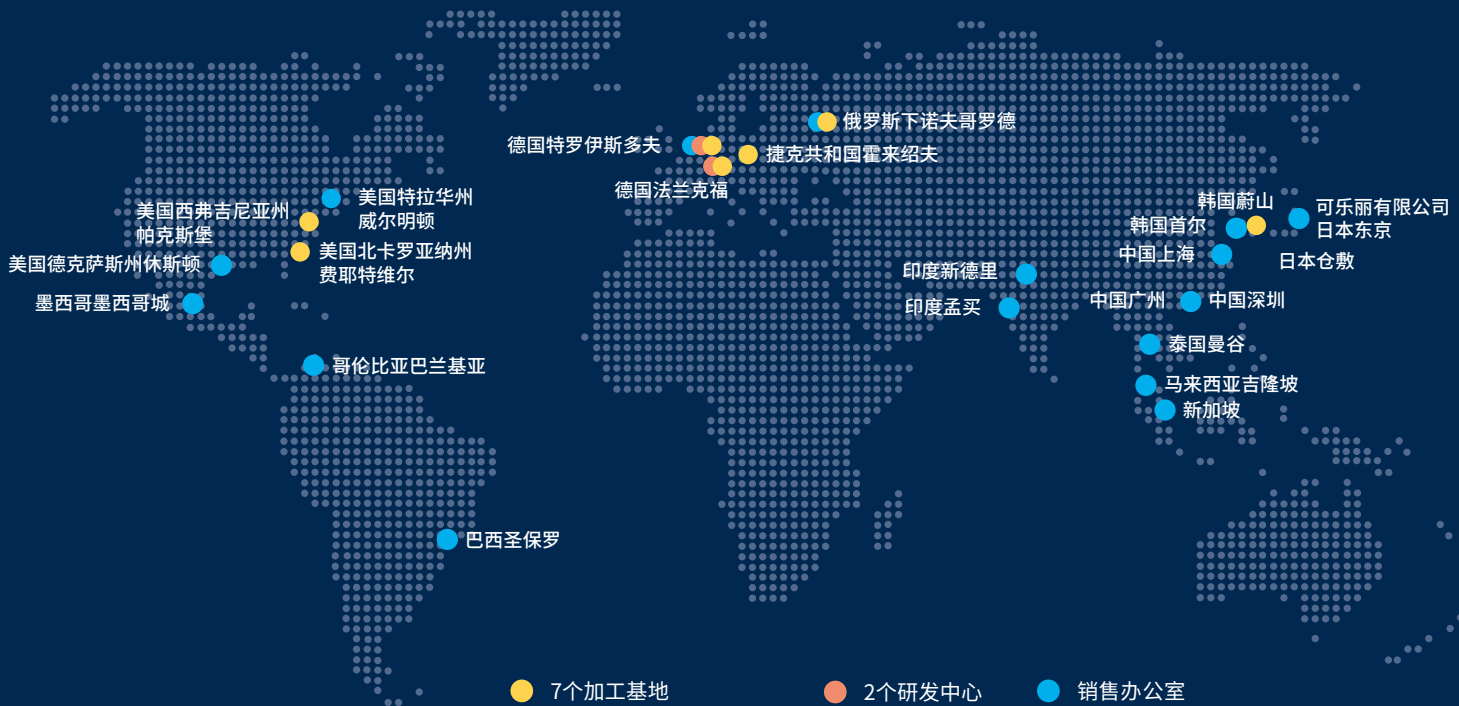 俄罗斯下诺夫哥罗德
德国特罗伊斯多夫
捷克共和国霍来绍夫
德国法兰克福
美国特拉华州
威尔明顿
美国西弗吉尼亚州
帕克斯堡
美国北卡罗亚纳州
费耶特维尔
美国德克萨斯州休斯顿
墨西哥墨西哥城
哥伦比亚巴兰基亚
巴西圣保罗
韩国蔚山
韩国首尔
可乐丽有限公司
日本东京
中国上海
日本仓敷
印度新德里
印度孟买
中国广州
中国深圳
泰国曼谷
马来西亚吉隆坡
新加坡
7个加工基地
2个研发中心
销售办公室